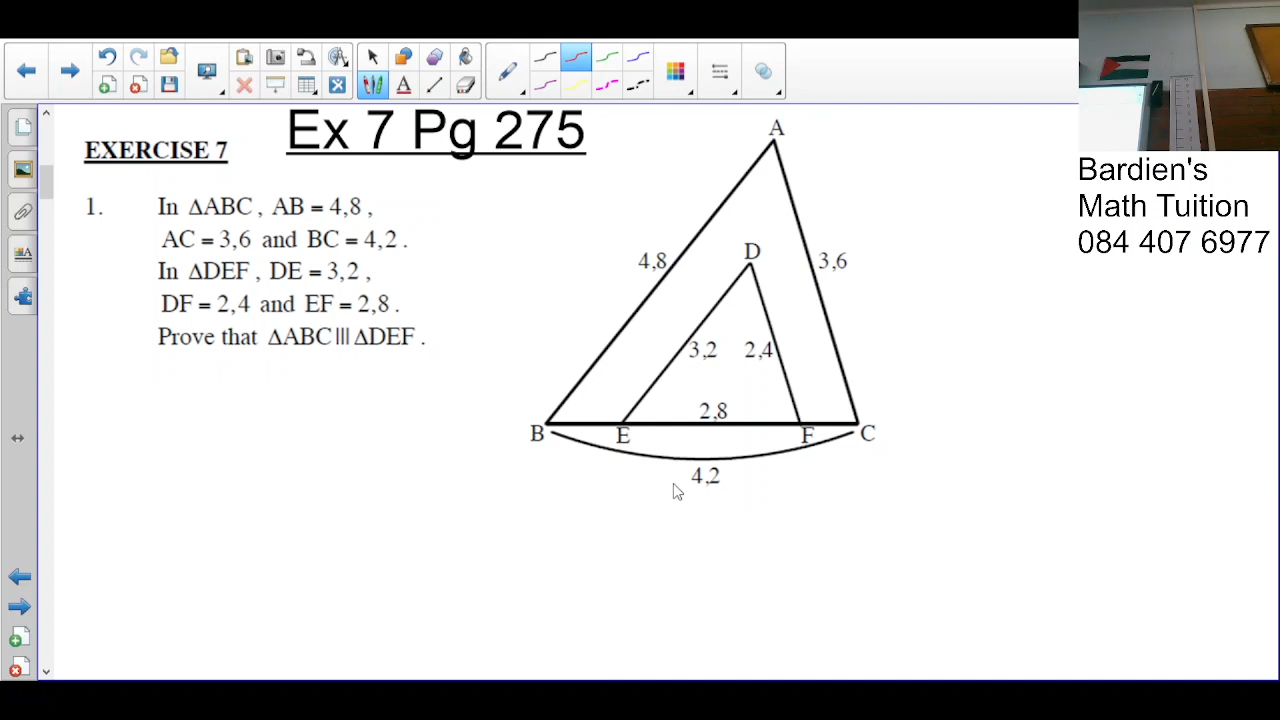 Ex 7 Pg 275
EXERCISE 7
1. In ΔABC, AB = 4,8,
AC = 3,6 and BC = 4,2.
In ΔDEF, DE = 3,2,
DF = 2,4 and EF = 2,8.
Prove that ΔABC ||| ΔDEF.
A
D
4,8
3,6
3,2
2,4
2,8
B
E
F
C
4,2
Bardien's
Math Tuition
084 407 6977